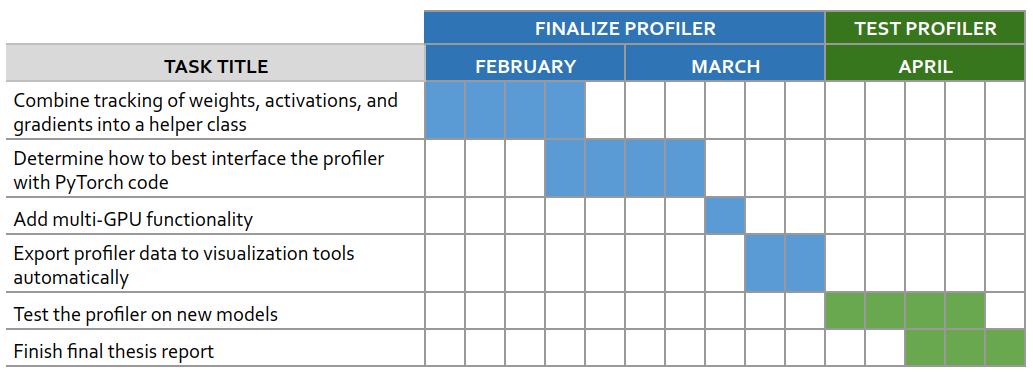 FINALIZE PROFILER TEST PROFILER
TASK TITLE FEBRUARY MARCH APRIL
Combine tracking of weights, activations, and
gradients into a helper class
Determine how to best interface the profiler
with PyTorch code
Add multi-GPU functionality
Export profiler data to visualization tools
automatically
Test the profiler on new models
Finish final thesis report